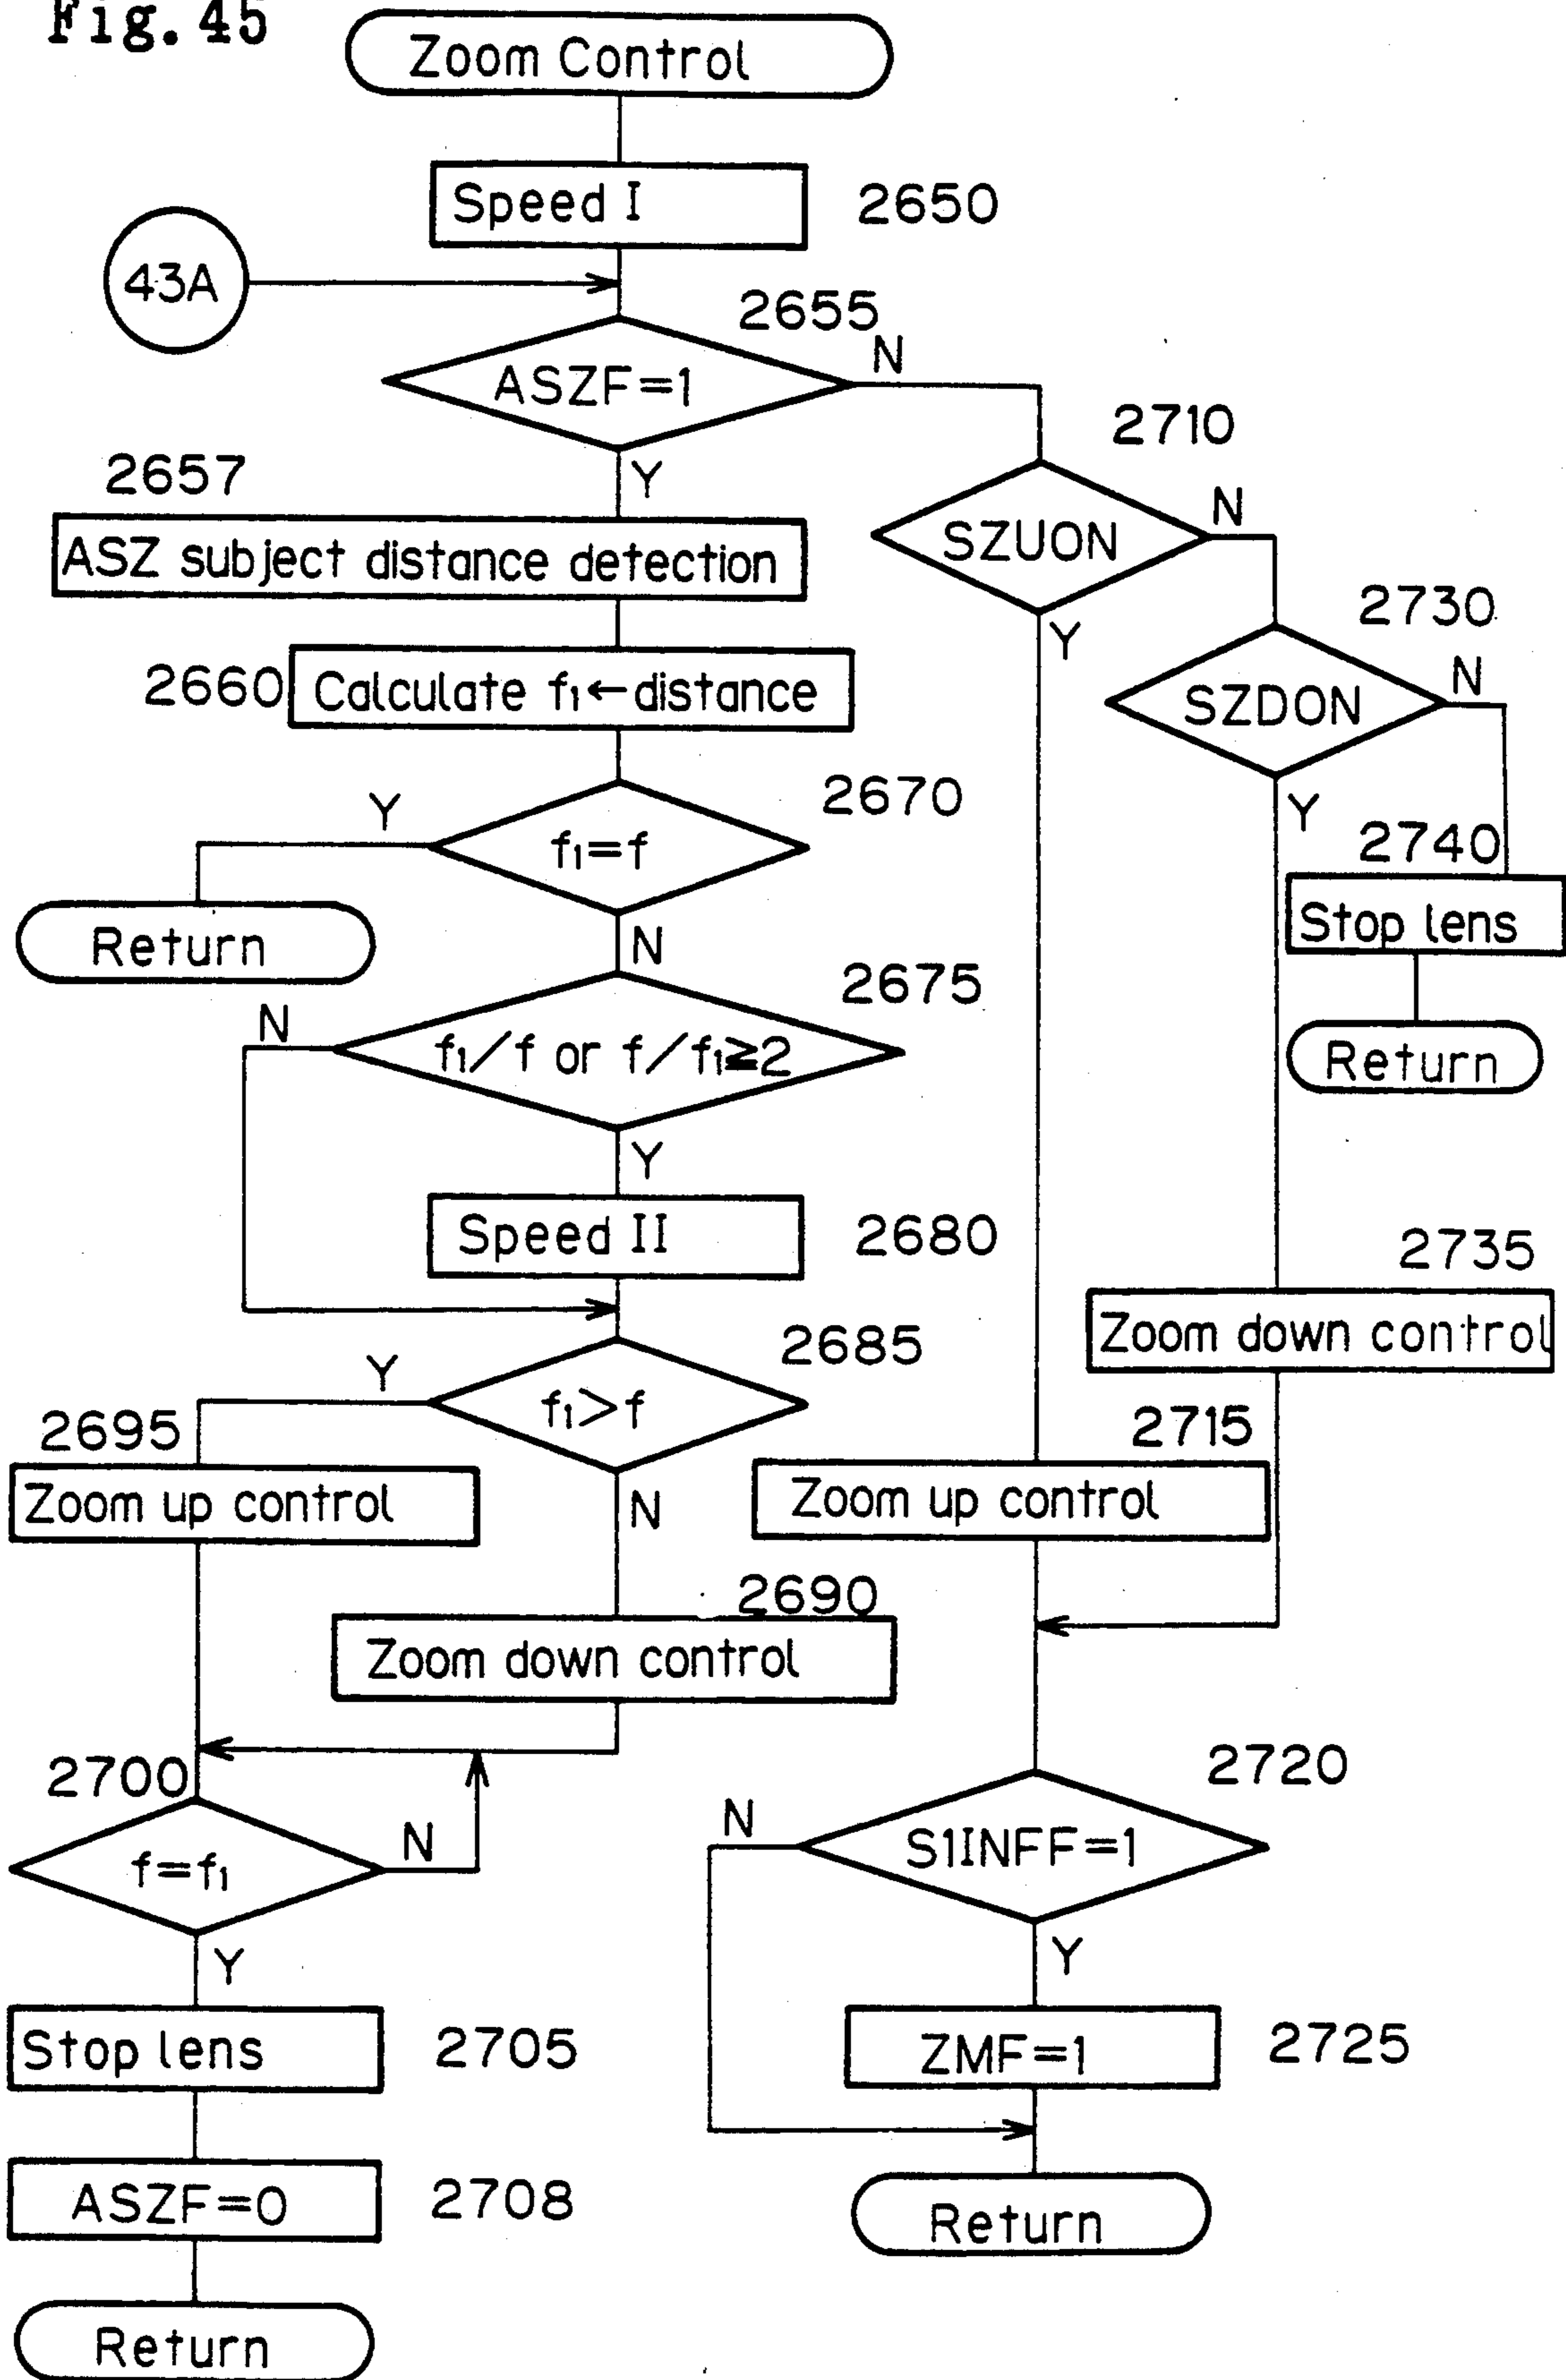 Fig. 45
Zoom Control
Speed I
2650
43A
2655
ASZF=1
N
Y
2710
2657
ASZ subject distance detection
SZUON
N
Y
2730
2660
Calculate f1←distance
SZDON
N
Y
2670
Y
f1=f
N
2740
Stop lens
Return
Return
2675
N
f1/f or f/f1≧2
Y
Speed II
2680
2735
Zoom down control
2685
Y
f1>f
N
2695
Zoom up control
2715
Zoom up control
2690
Zoom down control
2700
f=f1
N
Y
2720
N
S1INFF=1
Y
Stop lens
2705
ZMF=1
2725
ASZF=0
2708
Return
Return